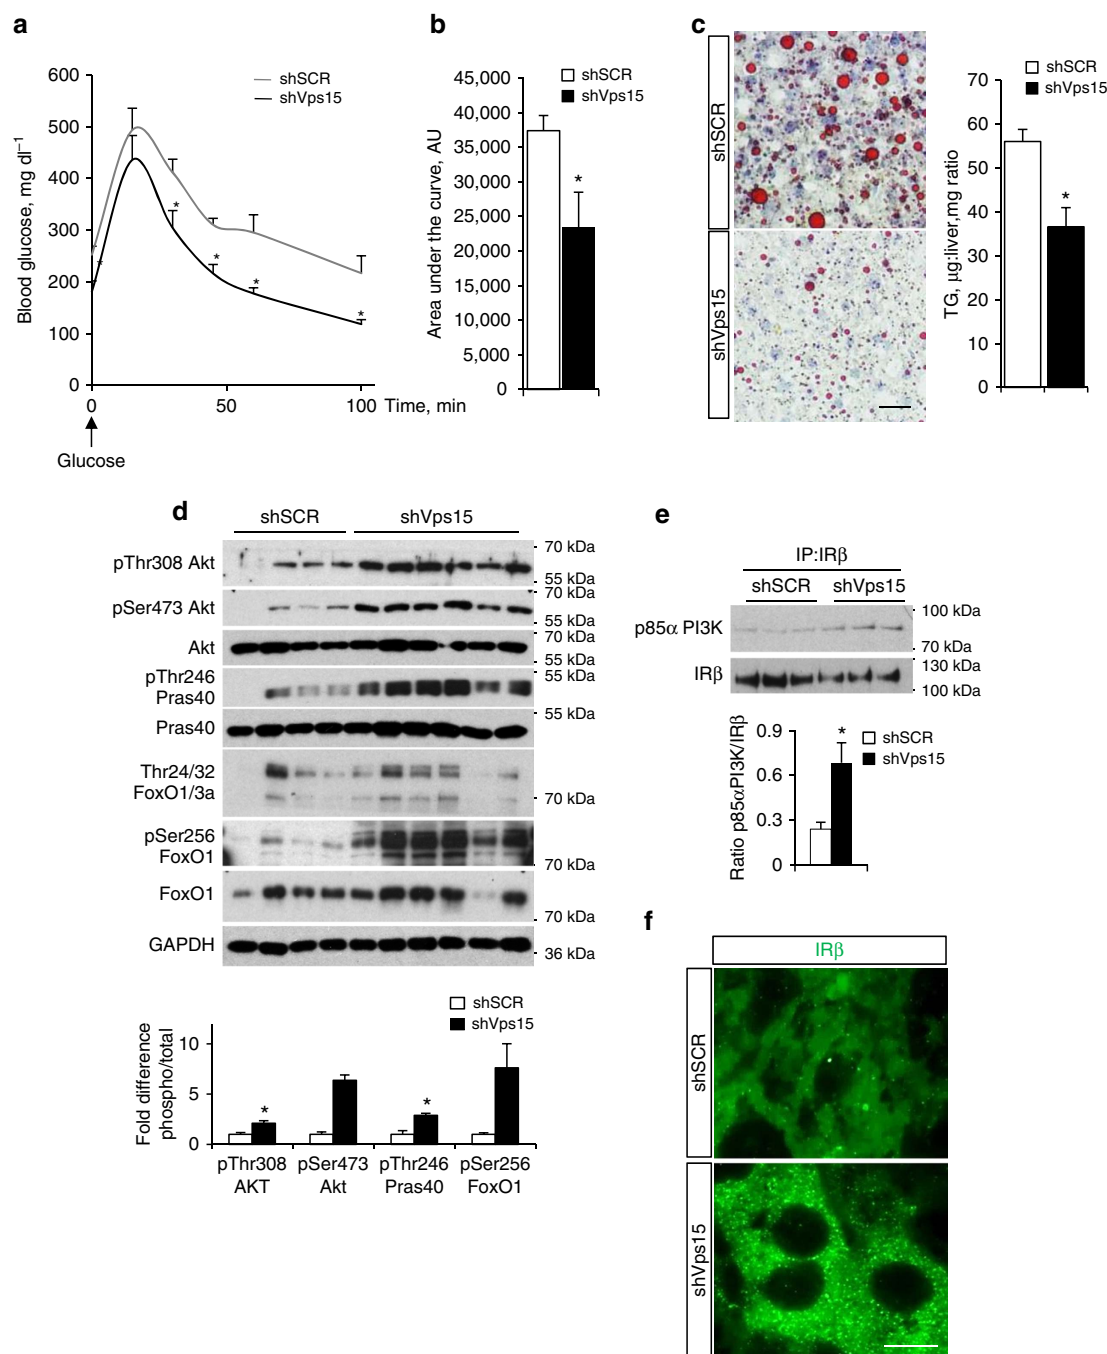 a
Blood glucose, mg dl–1
600
500
400
300
200
100
0
shSCR
shVps15
*
*
*
*
*
0
50
100
Time, min
Glucose
b
Area under the curve, AU
45,000
40,000
35,000
30,000
25,000
20,000
15,000
10,000
5,000
0
shSCR
shVps15
*
c
shSCR
shVps15
TG, μg:liver,mg ratio
70
60
50
40
30
20
10
0
shSCR
shVps15
*
d
shSCR
shVps15
pThr308 Akt
70 kDa
55 kDa
pSer473 Akt
70 kDa
55 kDa
Akt
70 kDa
55 kDa
pThr246
Pras40
55 kDa
Pras40
55 kDa
Thr24/32
FoxO1/3a
70 kDa
pSer256
FoxO1
70 kDa
FoxO1
70 kDa
GAPDH
36 kDa
shSCR
shVps15
Fold difference
phospho/total
10
5
0
*
*
pThr308
AKT
pSer473
Akt
pThr246
Pras40
pSer256
FoxO1
e
IP:IRβ
shSCR
shVps15
p85α PI3K
100 kDa
70 kDa
IRβ
130 kDa
100 kDa
Ratio p85αPI3K/IRβ
0.9
0.6
0.3
0
*
shSCR
shVps15
f
IRβ
shSCR
shVps15